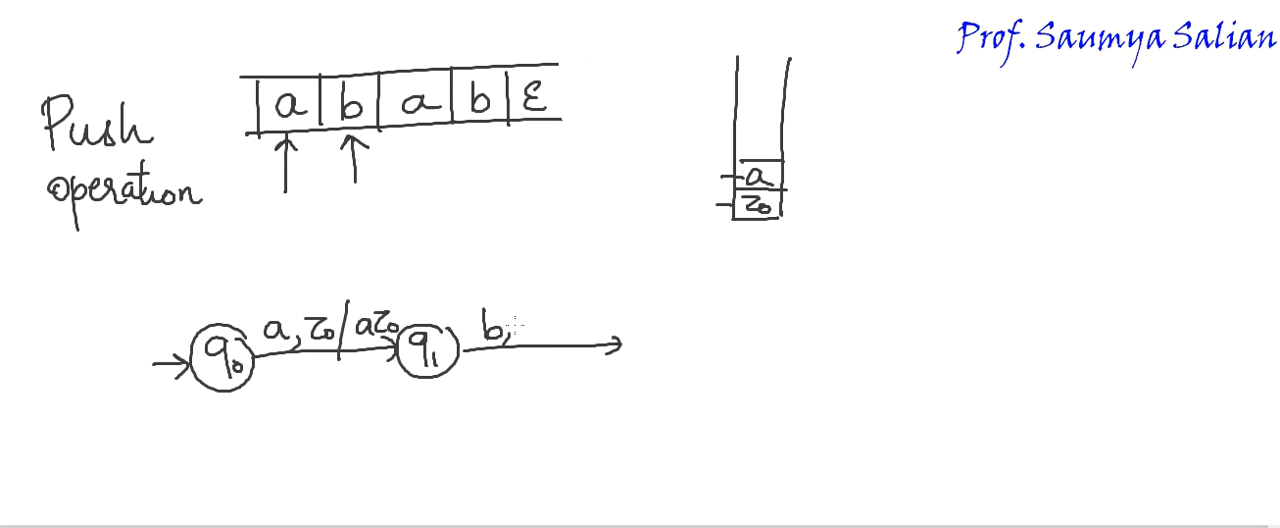 Prof. Saumya Salian
Push
operation
a b a b ε
a
z₀
q₀ a, z₀/az₀ q₁ b,